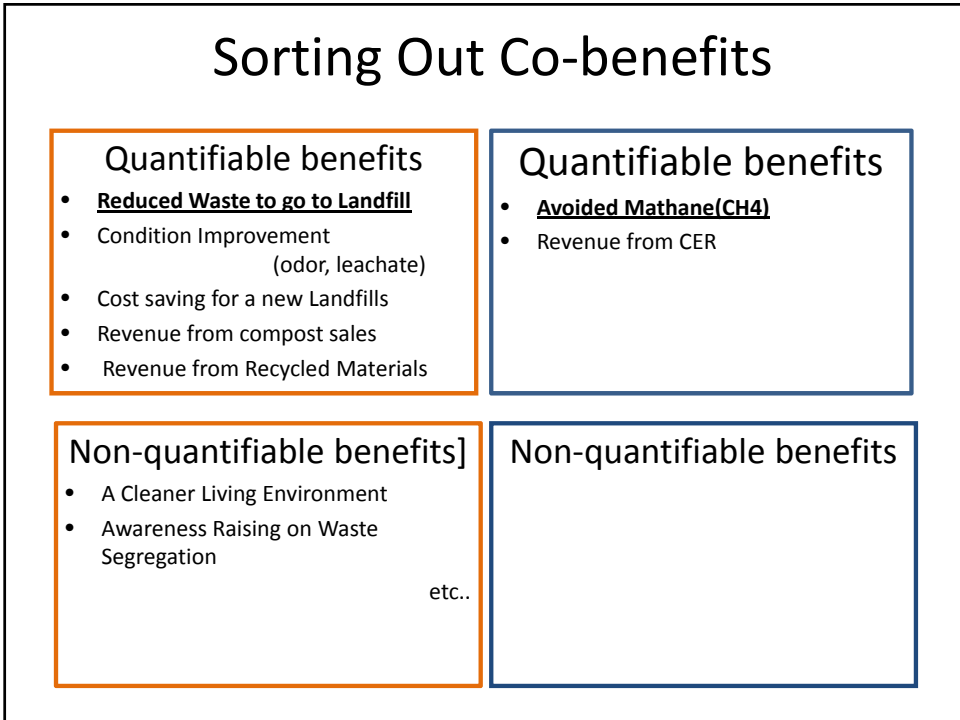 Sorting Out Co-benefits
Quantifiable benefits
• Reduced Waste to go to Landfill
• Condition Improvement
(odor, leachate)
• Cost saving for a new Landfills
• Revenue from compost sales
• Revenue from Recycled Materials
Quantifiable benefits
• Avoided Mathane(CH4)
• Revenue from CER
Non-quantifiable benefits]
• A Cleaner Living Environment
• Awareness Raising on Waste
Segregation
etc..
Non-quantifiable benefits